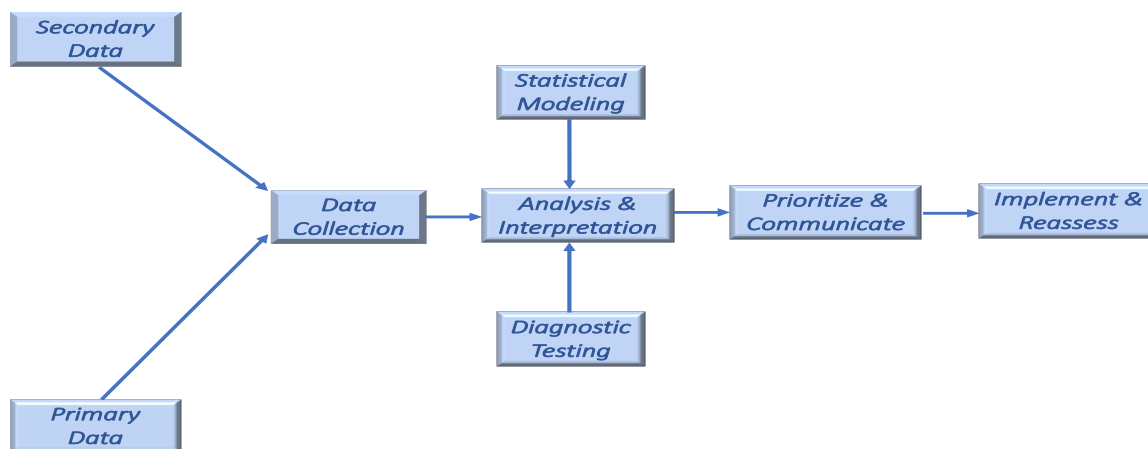 Secondary
Data
Statistical
Modeling
Data
Collection
Analysis &
Interpretation
Prioritize &
Communicate
Implement &
Reassess
Diagnostic
Testing
Primary
Data